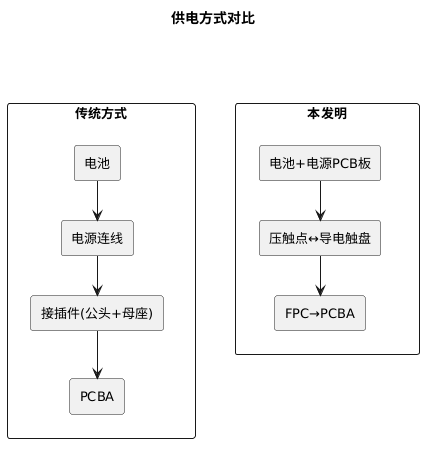 供电方式对比
传统方式
电池
电源连线
接插件(公头+母座)
PCBA
本发明
电池+电源PCB板
压触点↔导电触盘
FPC→PCBA